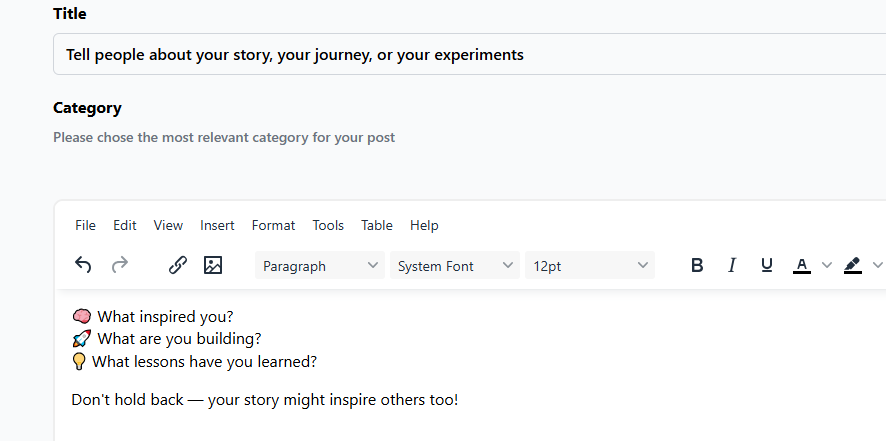 Title
Tell people about your story, your journey, or your experiments
Category
Please chose the most relevant category for your post
File Edit View Insert Format Tools Table Help
Paragraph System Font 12pt B I U A
🧠 What inspired you?
🚀 What are you building?
💡 What lessons have you learned?
Don't hold back — your story might inspire others too!